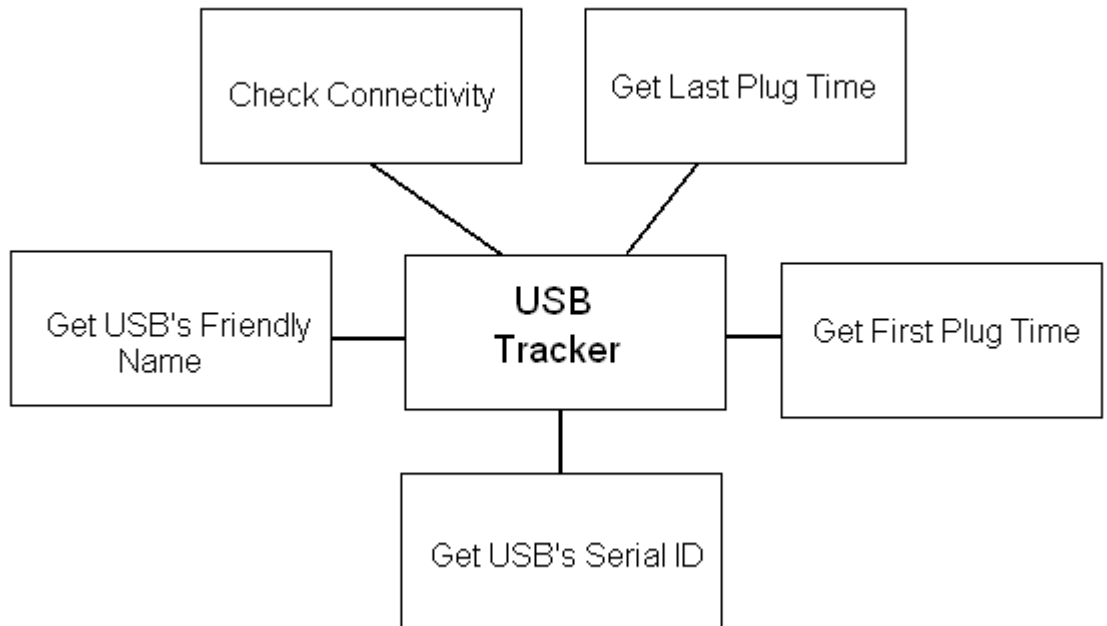 Check Connectivity
Get Last Plug Time
Get USB's Friendly
Name
USB
Tracker
Get First Plug Time
Get USB's Serial ID